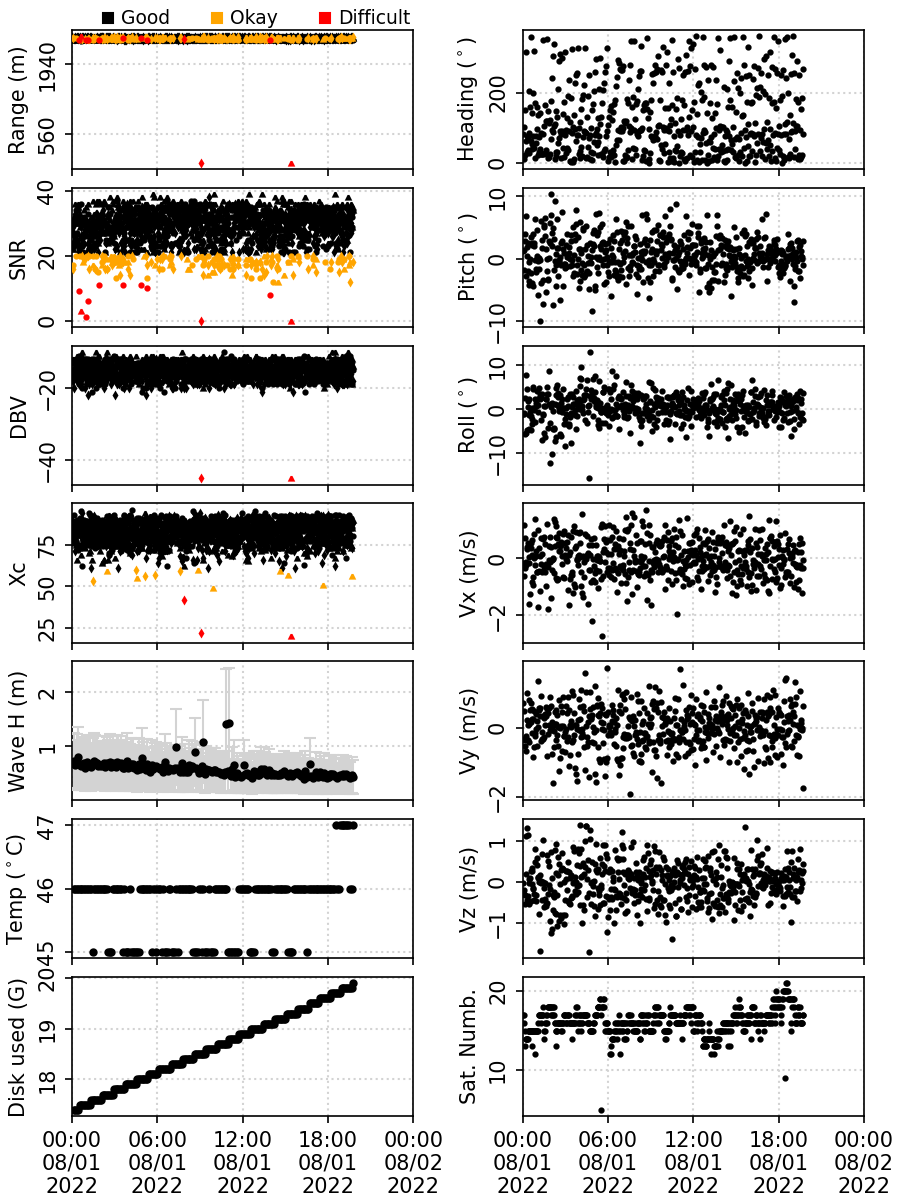 Good Okay Difficult
Range (m)
1940
560
Heading (°)
200
0
SNR
40
20
0
Pitch (°)
10
0
−10
DBV
−20
−40
Roll (°)
10
0
−10
Xc
75
50
25
Vx (m/s)
0
−2
Wave H (m)
2
1
Vy (m/s)
0
−2
Temp (°C)
47
46
45
Vz (m/s)
1
0
−1
Disk used (G)
20
19
18
Sat. Numb.
20
10
00:00 06:00 12:00 18:00 00:00
08/01 08/01 08/01 08/01 08/02
2022 2022 2022 2022 2022
00:00 06:00 12:00 18:00 00:00
08/01 08/01 08/01 08/01 08/02
2022 2022 2022 2022 2022